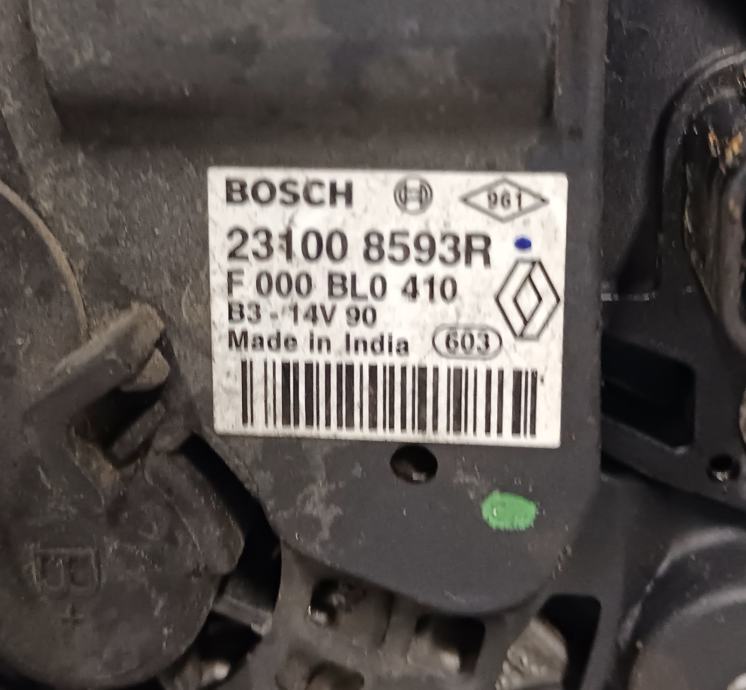 BOSCH 961
23100 8593R
F 000 BL0 410
B3 - 14V 90
Made in India 603
B+